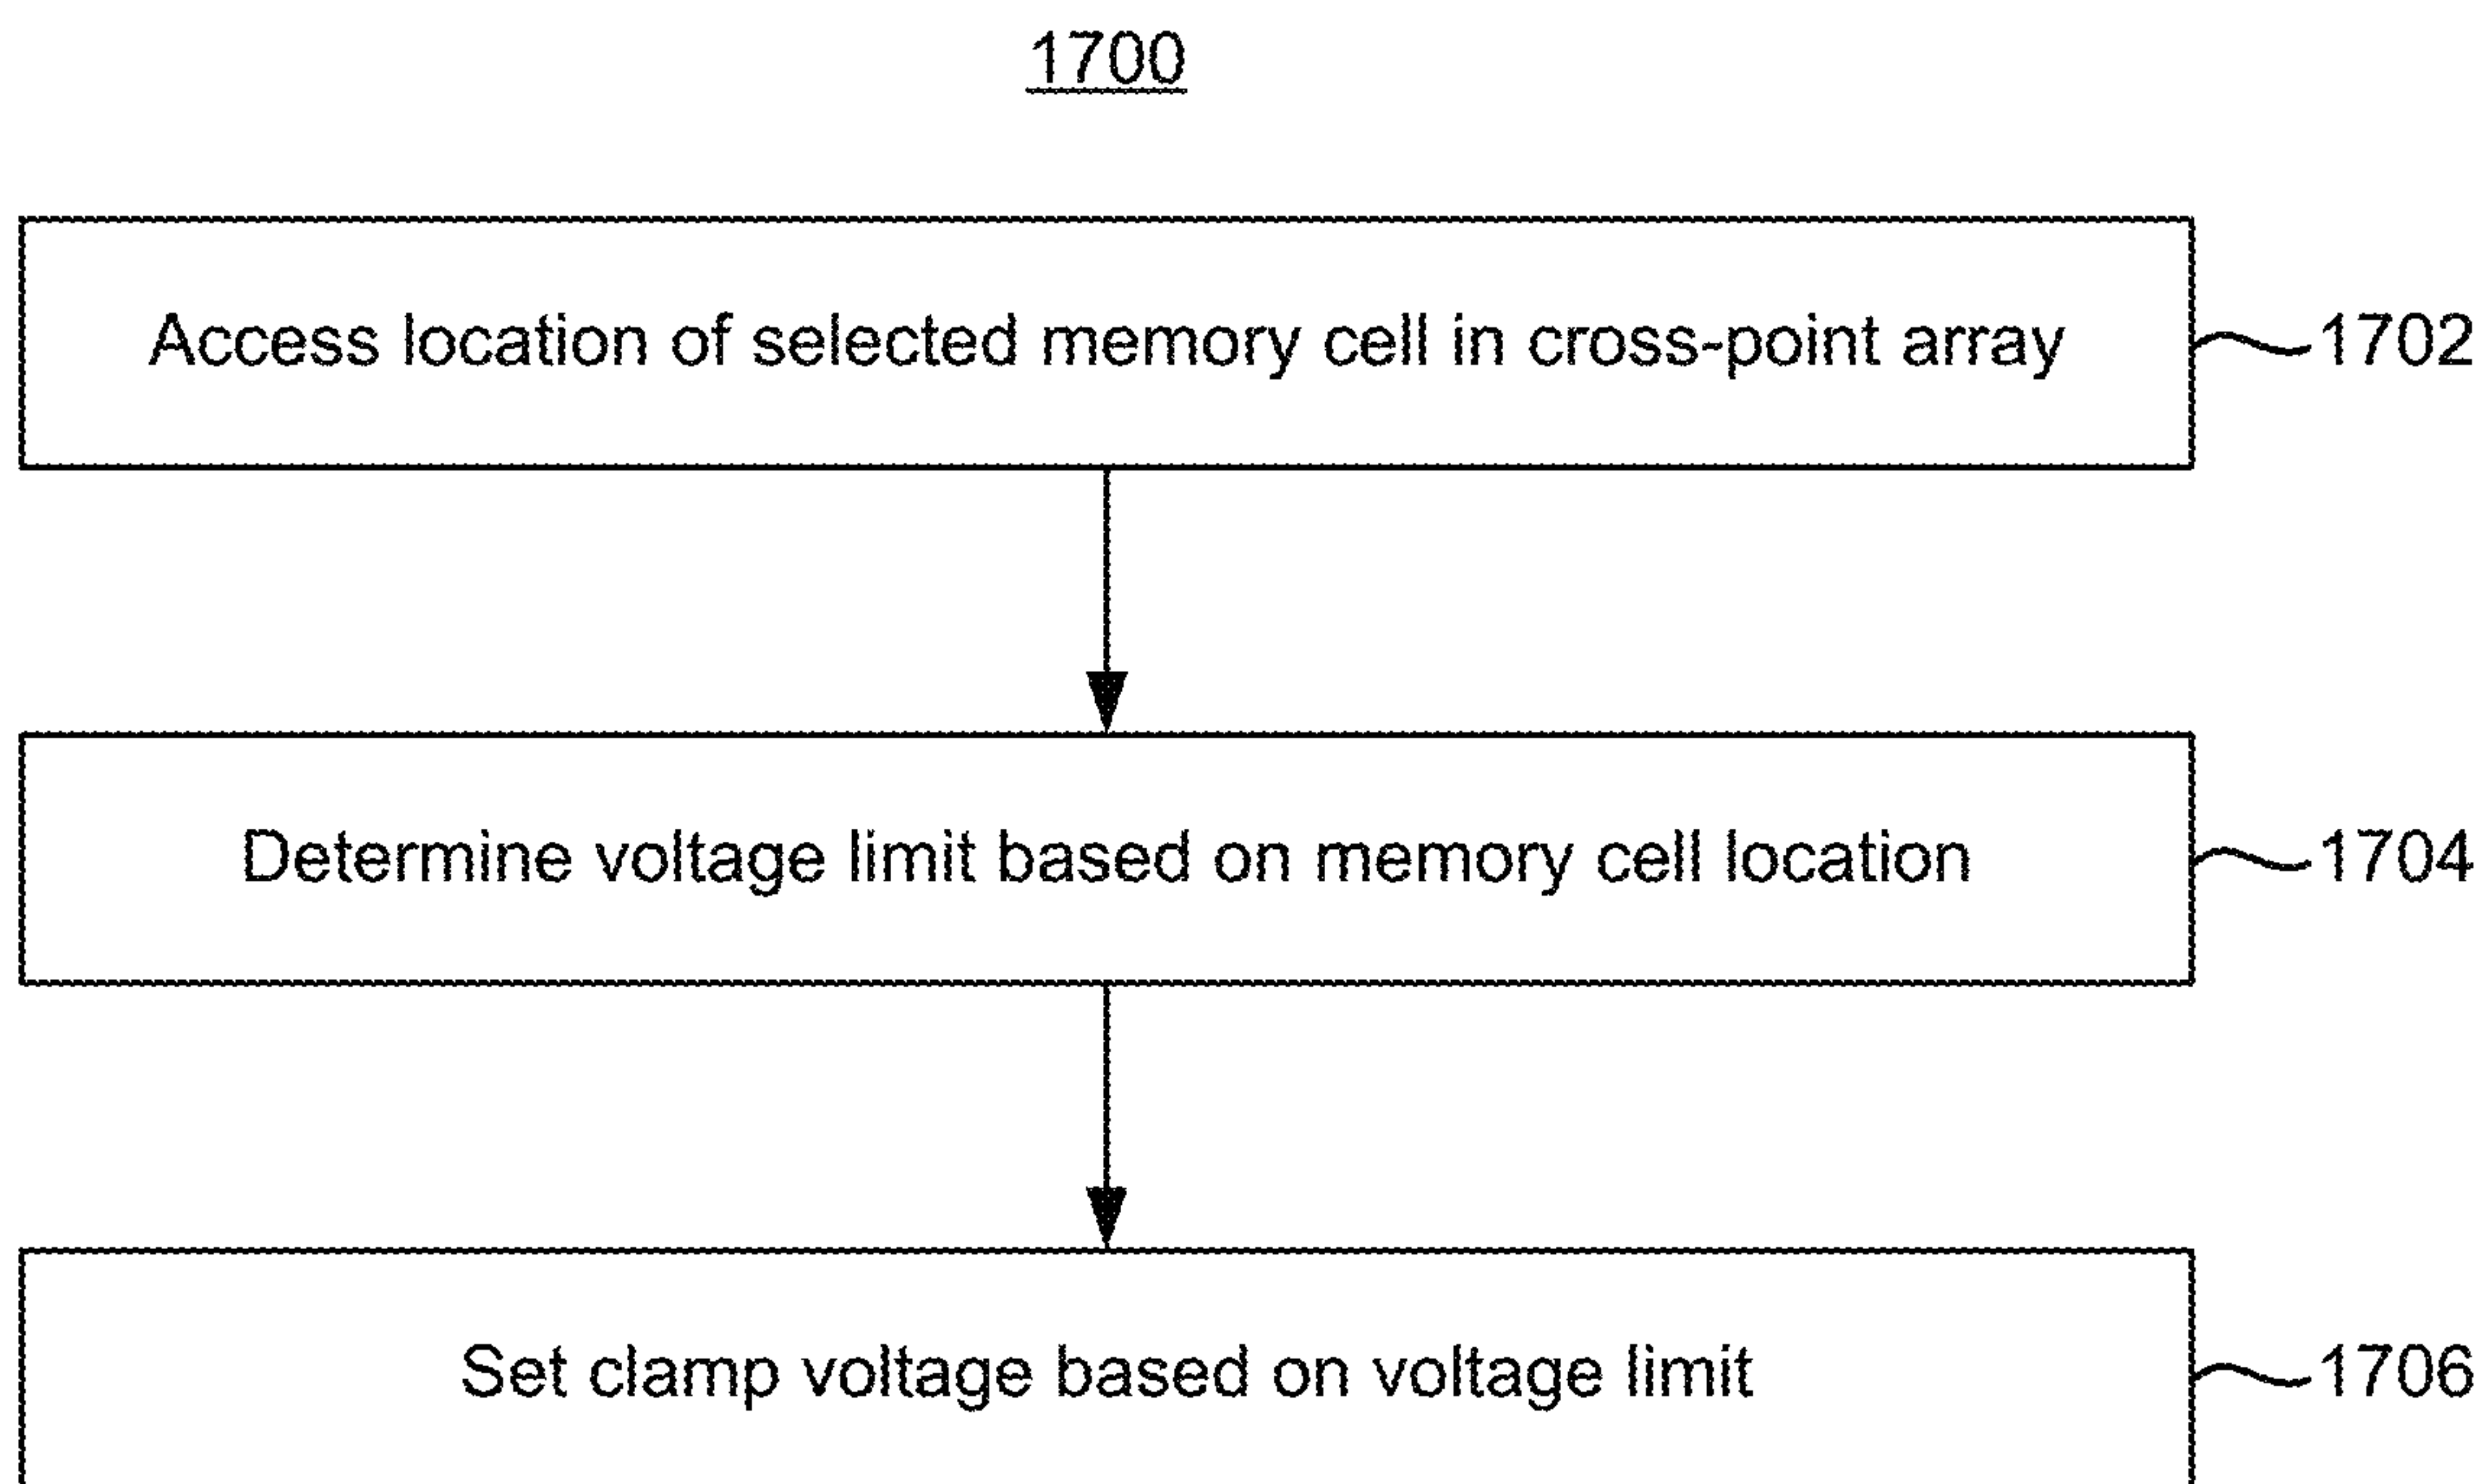 1700
Access location of selected memory cell in cross-point array
1702
Determine voltage limit based on memory cell location
1704
Set clamp voltage based on voltage limit
1706